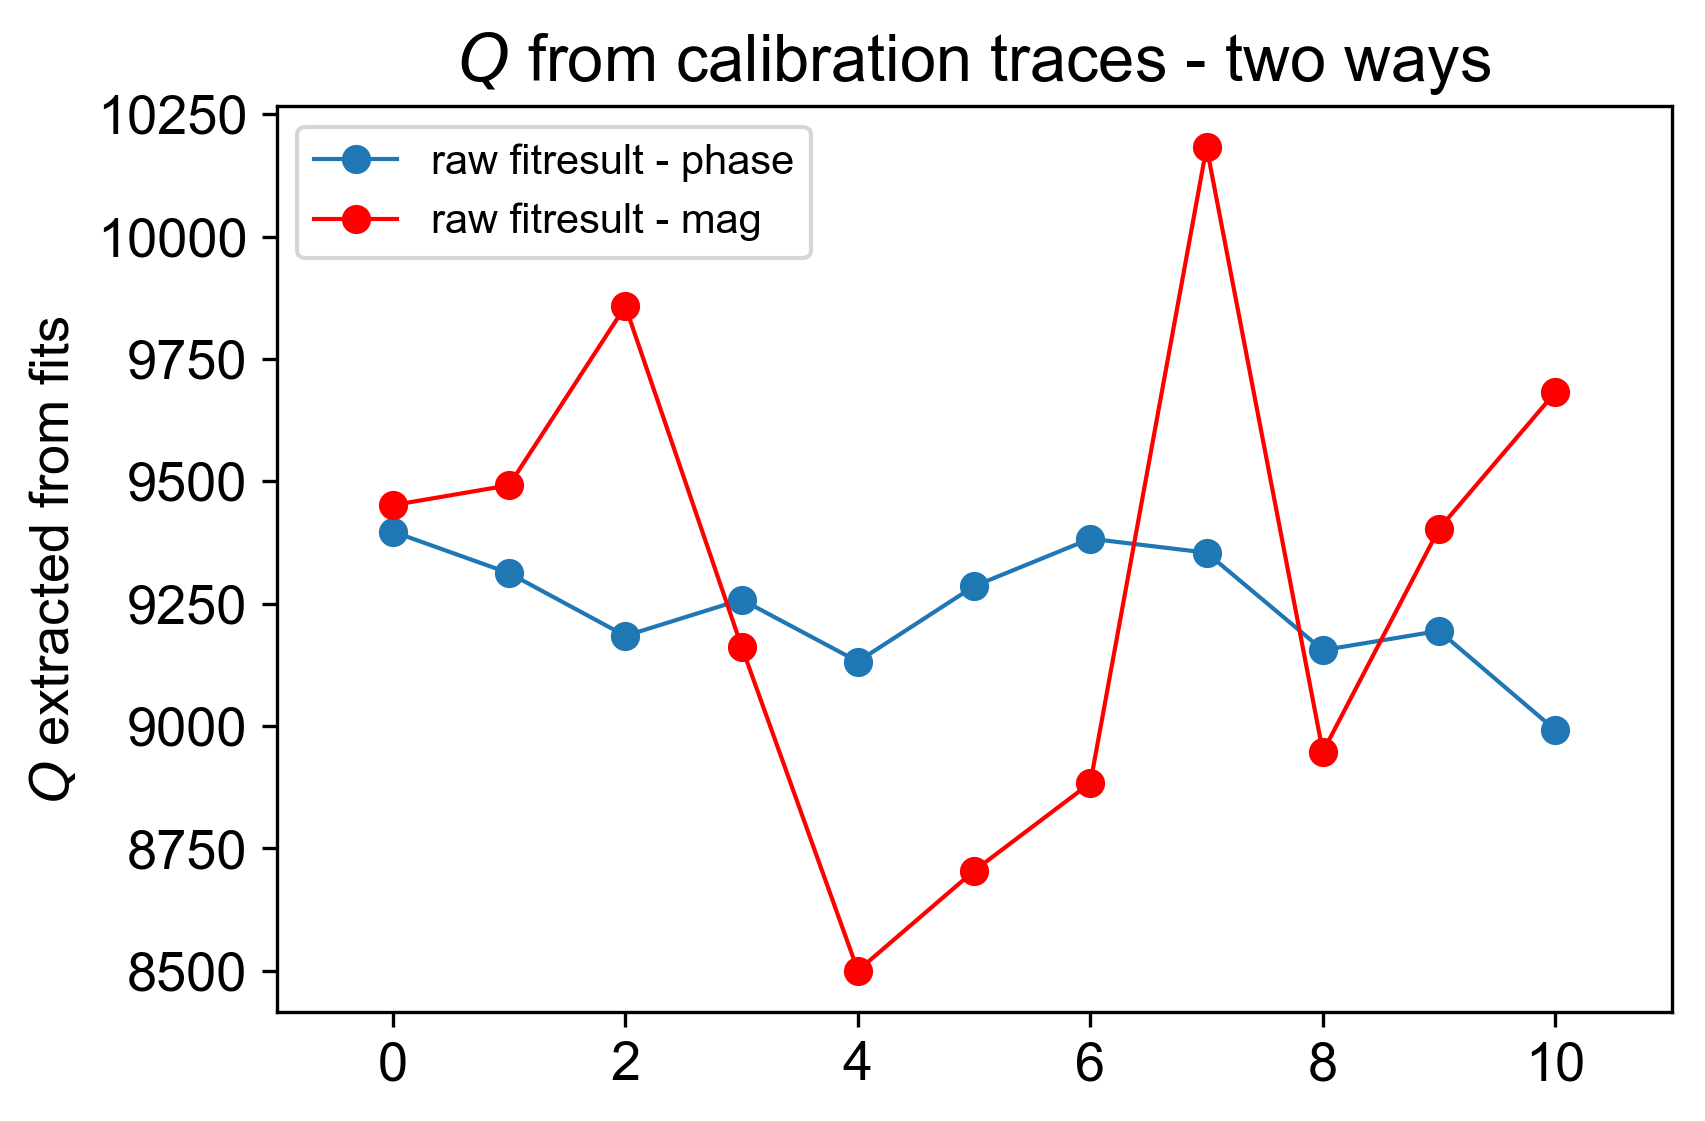 Q from calibration traces - two ways
10250
10000
9750
9500
9250
9000
8750
8500
Q extracted from fits
raw fitresult - phase
raw fitresult - mag
0 2 4 6 8 10